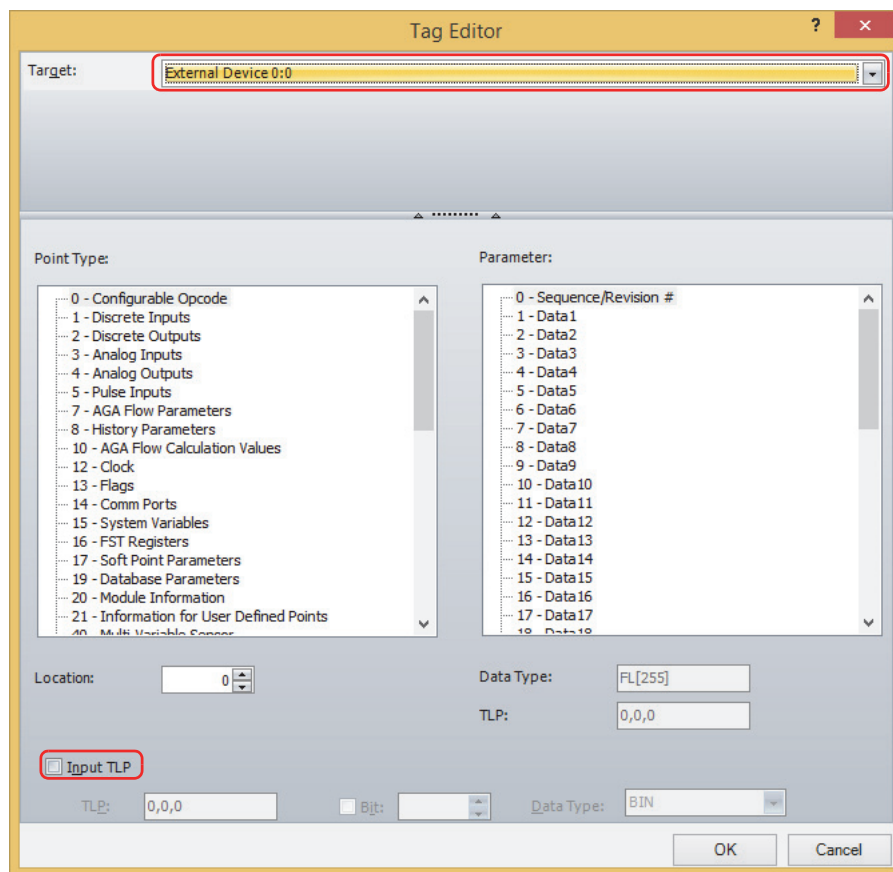 Tag Editor
?
×
Target:
External Device 0:0
Point Type:
0 - Configurable Opcode
1 - Discrete Inputs
2 - Discrete Outputs
3 - Analog Inputs
4 - Analog Outputs
5 - Pulse Inputs
7 - AGA Flow Parameters
8 - History Parameters
10 - AGA Flow Calculation Values
12 - Clock
13 - Flags
14 - Comm Ports
15 - System Variables
16 - FST Registers
17 - Soft Point Parameters
19 - Database Parameters
20 - Module Information
21 - Information for User Defined Points
40 - Multi Variable Sensor
Parameter:
0 - Sequence/Revision #
1 - Data1
2 - Data2
3 - Data3
4 - Data4
5 - Data5
6 - Data6
7 - Data7
8 - Data8
9 - Data9
10 - Data10
11 - Data11
12 - Data12
13 - Data13
14 - Data14
15 - Data15
16 - Data16
17 - Data17
18 - Data18
Location:
0
Data Type:
FL[255]
TLP:
0,0,0
Input TLP
TLP:
0,0,0
Bit:
Data Type:
BIN
OK
Cancel